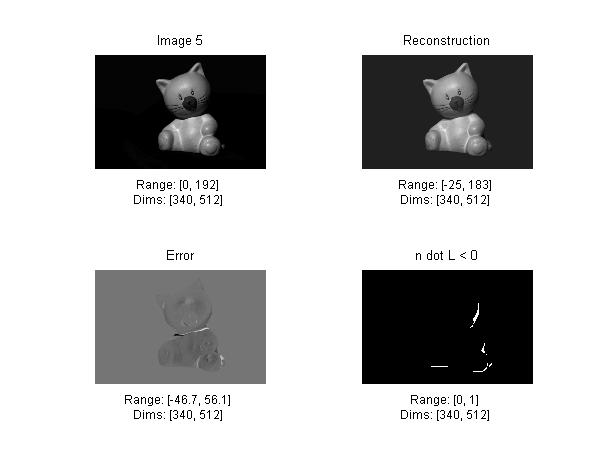 Image 5
Reconstruction
Range: [0, 192]
Dims: [340, 512]
Range: [-25, 183]
Dims: [340, 512]
Error
n dot L < 0
Range: [-46.7, 56.1]
Dims: [340, 512]
Range: [0, 1]
Dims: [340, 512]